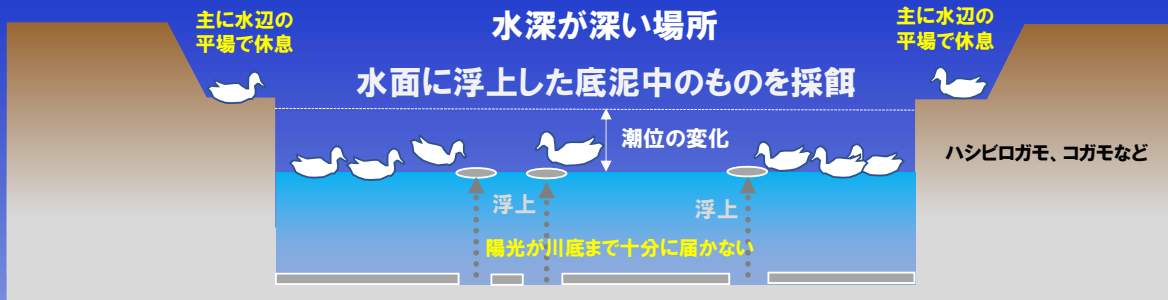 水深が深い場所
主に水辺の
平場で休息
主に水辺の
平場で休息
水面に浮上した底泥中のものを採餌
潮位の変化
ハシビロガモ、コガモなど
浮上
浮上
陽光が川底まで十分に届かない